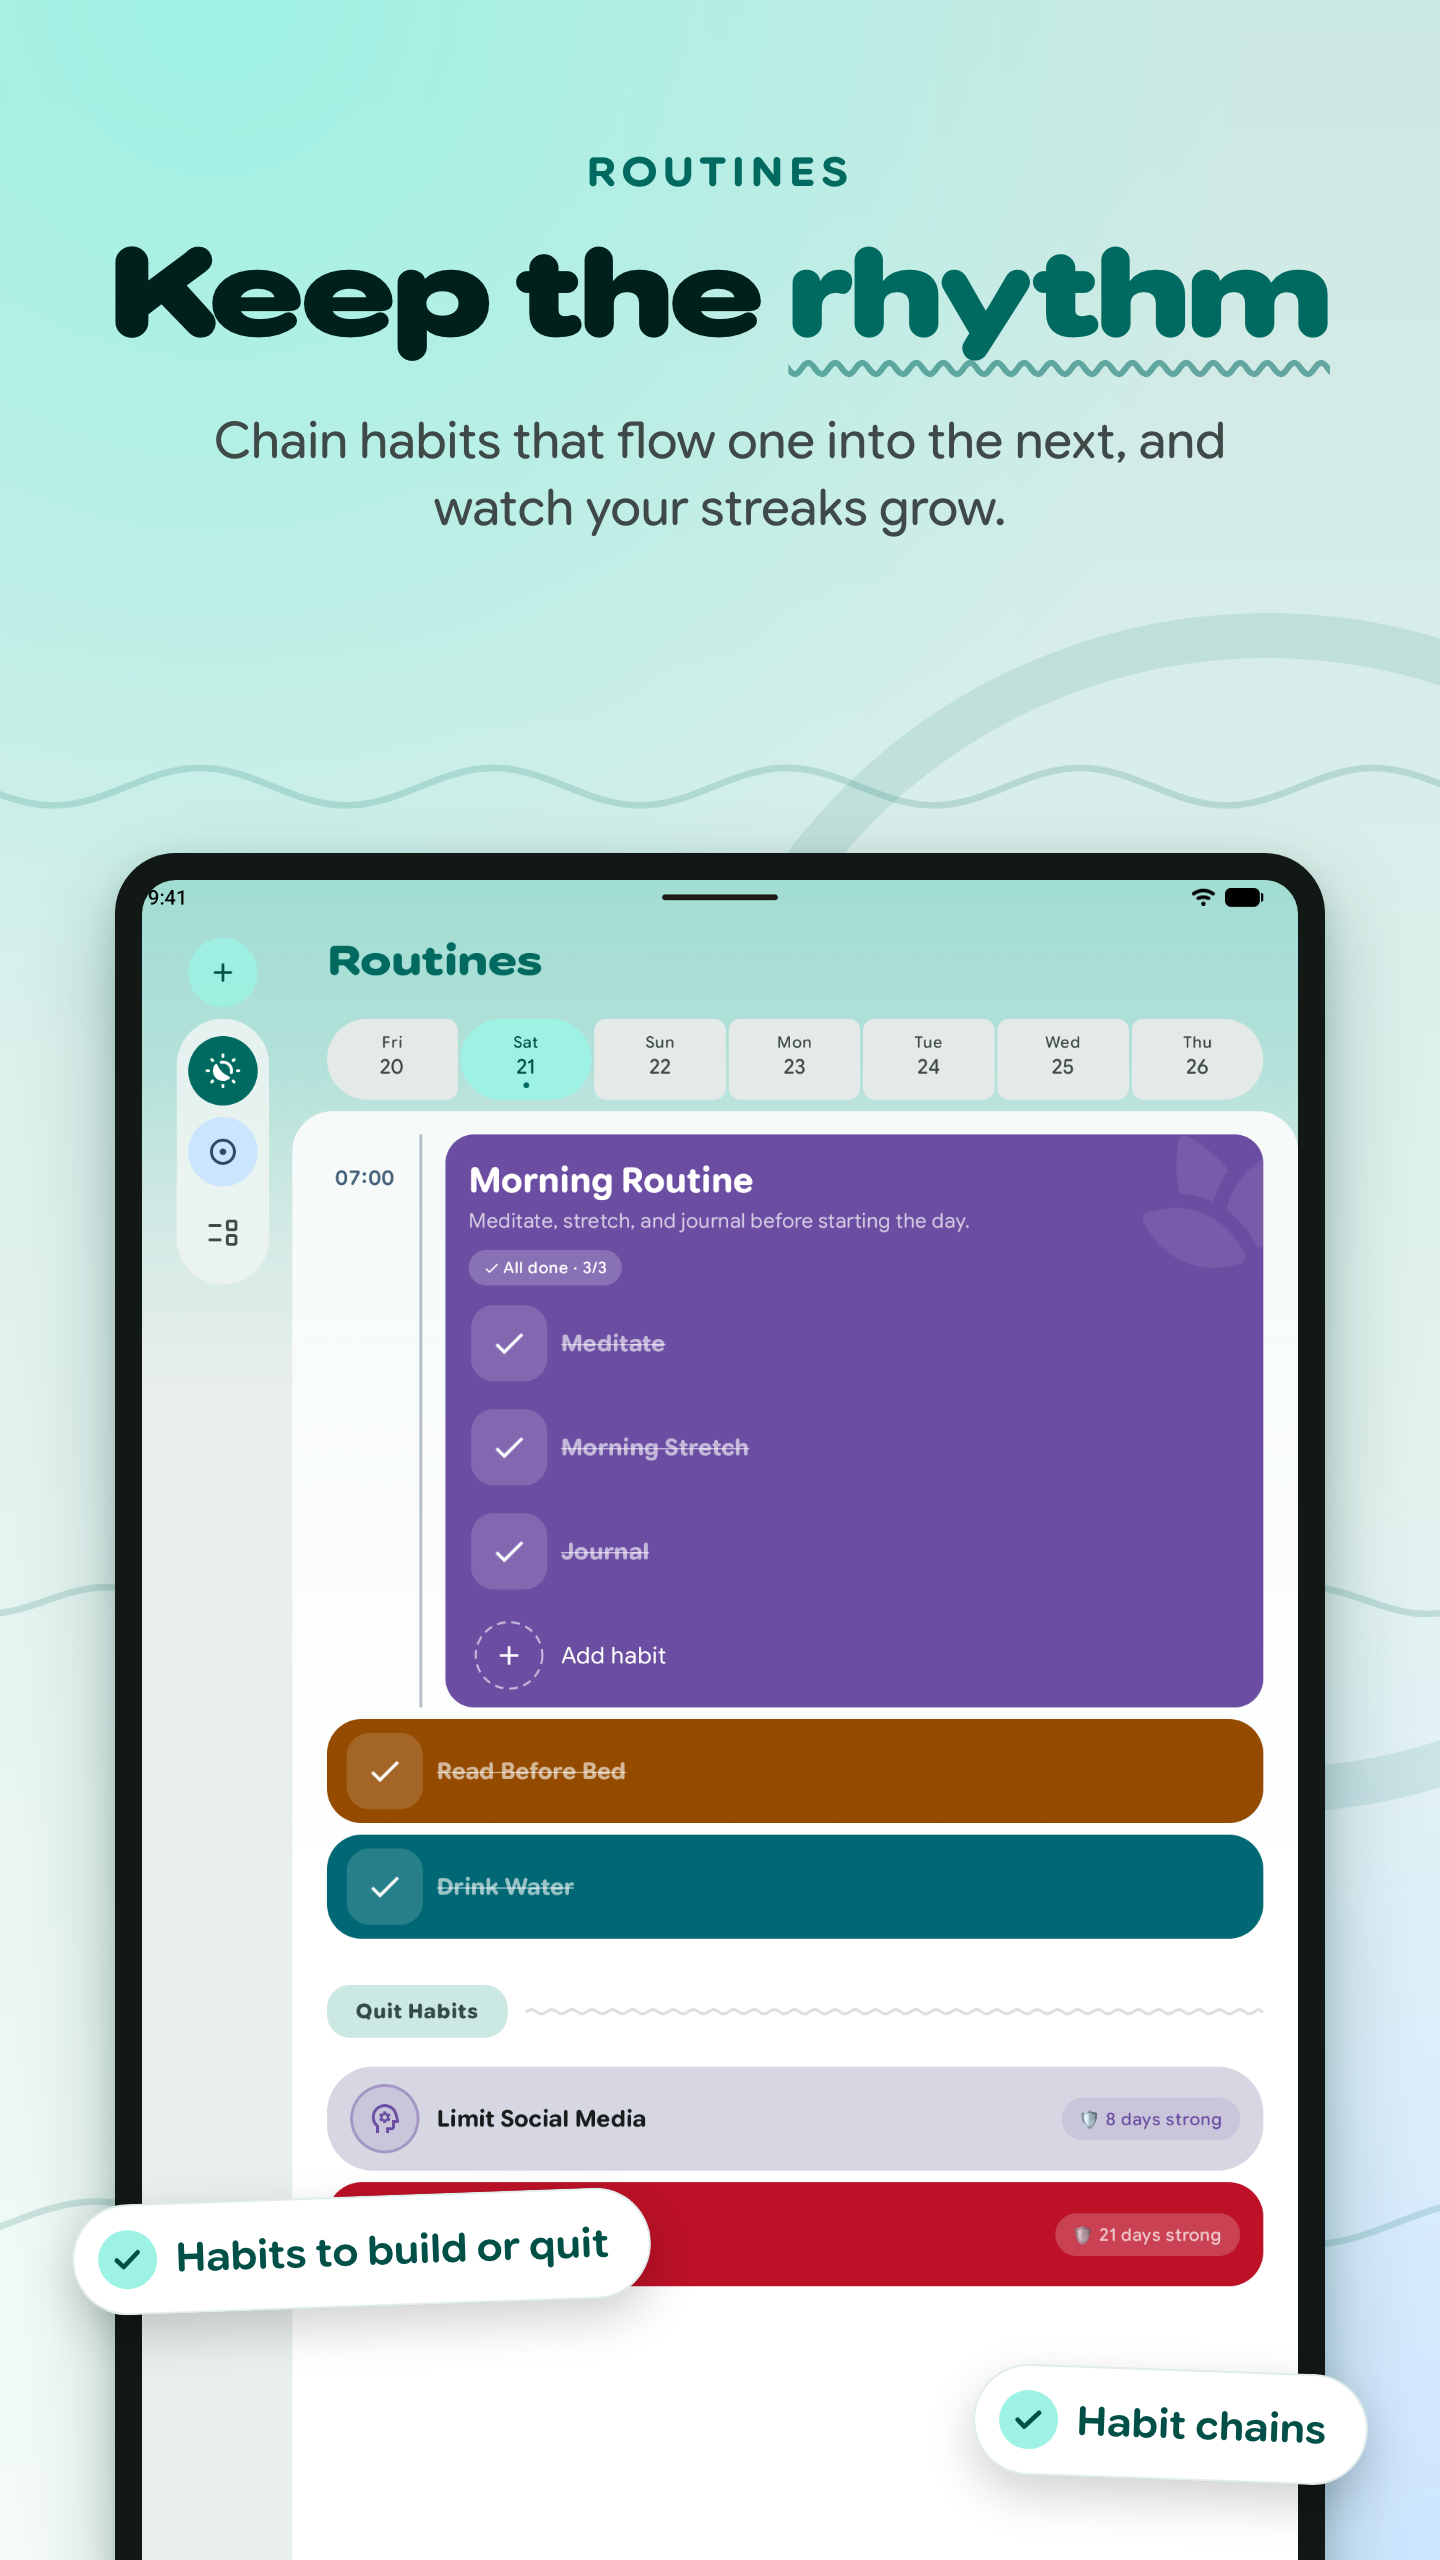 ROUTINES
Keep the rhythm
Chain habits that flow one into the next, and
watch your streaks grow.
9:41
Routines
Fri
20
Sat
21
Sun
22
Mon
23
Tue
24
Wed
25
Thu
26
07:00
Morning Routine
Meditate, stretch, and journal before starting the day.
All done · 3/3
Meditate
Morning Stretch
Journal
Add habit
Read Before Bed
Drink Water
Quit Habits
Limit Social Media
8 days strong
21 days strong
Habits to build or quit
Habit chains